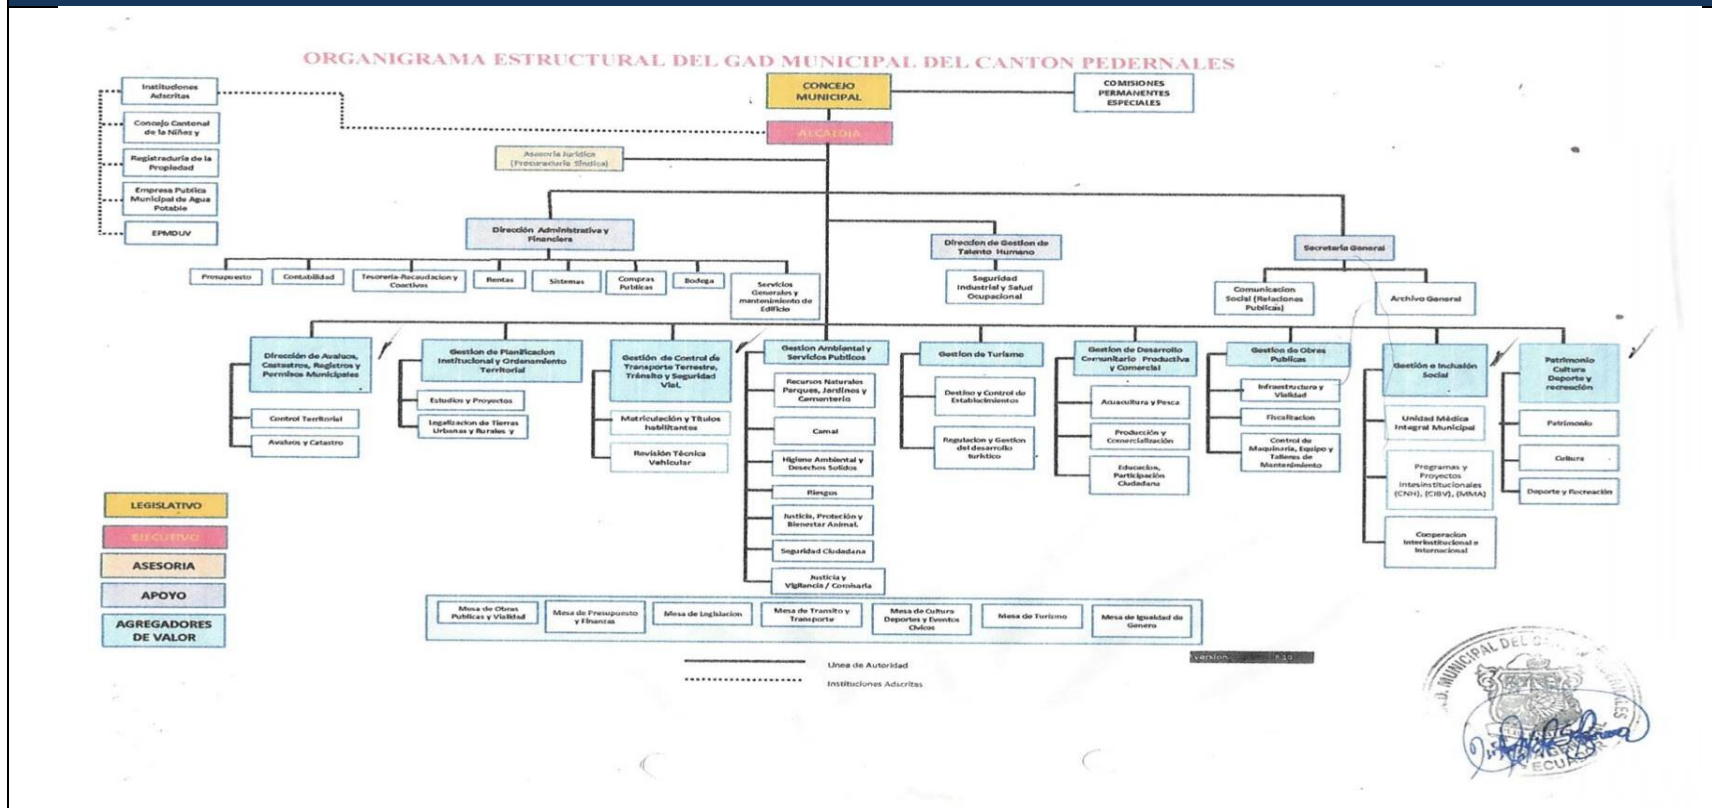 ORGANIGRAMA ESTRUCTURAL DEL GAD MUNICIPAL DEL CANTON PEDERNALES
CONCEJO
MUNICIPAL
COMISIONES
PERMANENTES
ESPECIALES
ALCALDIA
Instituciones
Adscritas
Concejo Cantonal
de la Niñez y
Registraduria de la
Propiedad
Empresa Publica
Municipal de Agua
Potable
EPMDUV
Asesoria Juridica
(Procuraduria Sindica)
Dirección Administrativa y
Financiera
Direccion de Gestion de
Talento Humano
Secretaria General
Presupuesto
Contabilidad
Tesoreria-Recaudacion y
Coactivas
Rentas
Sistemas
Compras
Publicas
Bodega
Servicios
Generales y
mantenimiento de
Edificio
Seguridad
Industrial y Salud
Ocupacional
Comunicacion
Social (Relaciones
Publicas)
Archivo General
Dirección de Avaluos,
Castastros, Registros y
Permisos Municipales
Control Territorial
Avaluos y Catastro
Gestion de Planificacion
Institucional y Ordenamiento
Territorial
Estudios y Proyectos
Legalizacion de Tierras
Urbanas y Rurales y
Gestión de Control de
Transporte Terrestre,
Tránsito y Seguridad
Vial.
Matriculación y Títulos
habilitantes
Revisión Técnica
Vehicular
Gestion Ambiental y
Servicios Publicos
Recursos Naturales
Parques, Jardines y
Cementerio
Camal
Higiene Ambiental y
Desechos Solidos
Riesgos
Justicia, Proteción y
Bienestar Animal.
Seguridad Ciudadana
Justicia y
Vigilancia / Comisaria
Gestion de Turismo
Destino y Control de
Establecimientos
Regulacion y Gestion
del desarrollo
turístico
Gestion de Desarrollo
Comunitario Productiva
y Comercial
Acuacultura y Pesca
Producción y
Comercialización
Educacion,
Participación
Ciudadana
Gestion de Obras
Publicas
Infraestructura y
Vialidad
Fiscalizacion
Control de
Maquinaria, Equipo y
Talleres de
Mantenimiento
Gestión e Inclusión
Social
Unidad Médica
Integral Municipal
Programas y
Proyectos
Intesinstitucionales
(CNH), (CIBV), (MMA)
Cooperacion
Interinstitucional e
Internacional
Patrimonio
Cultura
Deporte y
recreación
Patrimonio
Cultura
Deporte y Recreación
LEGISLATIVO
EJECUTIVO
ASESORIA
APOYO
AGREGADORES
DE VALOR
Mesa de Obras
Publicas y Vialidad
Mesa de Presupuesto
y Finanzas
Mesa de Legislacion
Mesa de Transito y
Transporte
Mesa de Cultura
Deportes y Eventos
Civicos
Mesa de Turismo
Mesa de Igualdad de
Genero
Linea de Autoridad
Instituciones Adscritas
version
MUNICIPAL DEL
ECUADOR